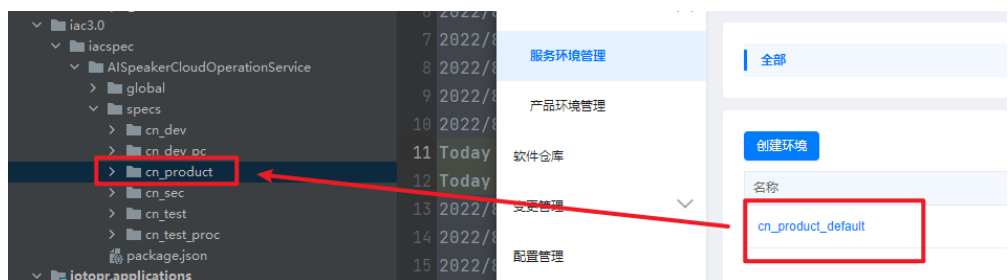 iac3.0
iacspec
AISpeakerCloudOperationService
global
specs
cn_dev
cn_dev_pc
cn_product
cn_sec
cn_test
cn_test_proc
package.json
iotopr.applications
7 2022/8
8 2022/8
9 2022/8
10 2022/8
11 Today
12 Today
13 2022/8
14 2022/8
15 2022/8
服务环境管理
产品环境管理
软件仓库
变更管理
配置管理
全部
创建环境
名称
cn_product_default